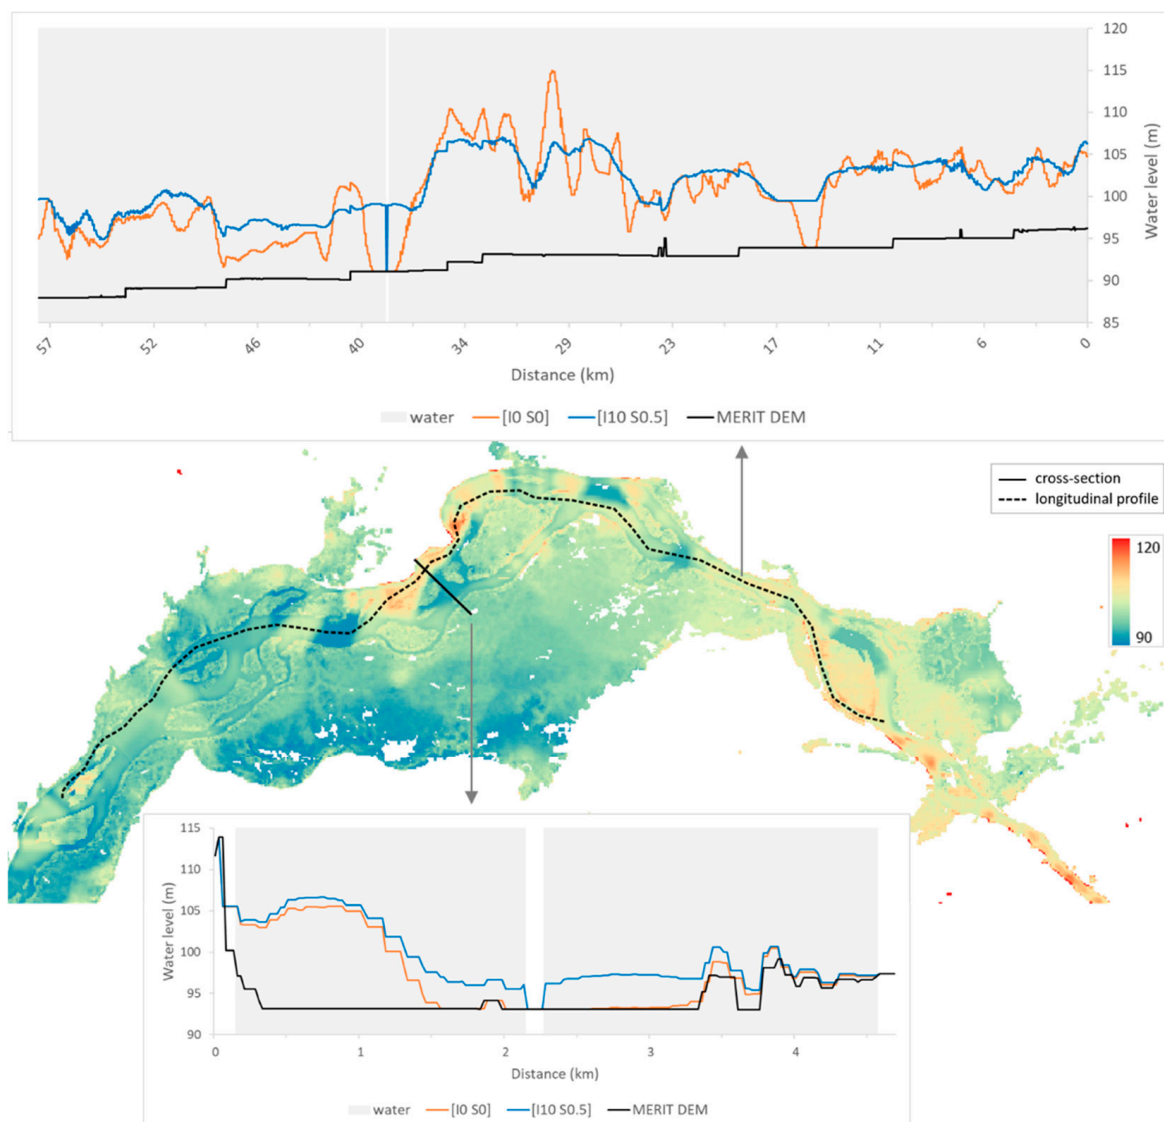 120
115
110
105
100
95
90
85
Water level (m)
57 52 46 40 34 29 23 17 11 6 0
Distance (km)
water [I0 S0] [I10 S0.5] MERIT DEM
cross-section
longitudinal profile
120
90
115
110
105
100
95
90
Water level (m)
0 1 2 3 4
Distance (km)
water [I0 S0] [I10 S0.5] MERIT DEM